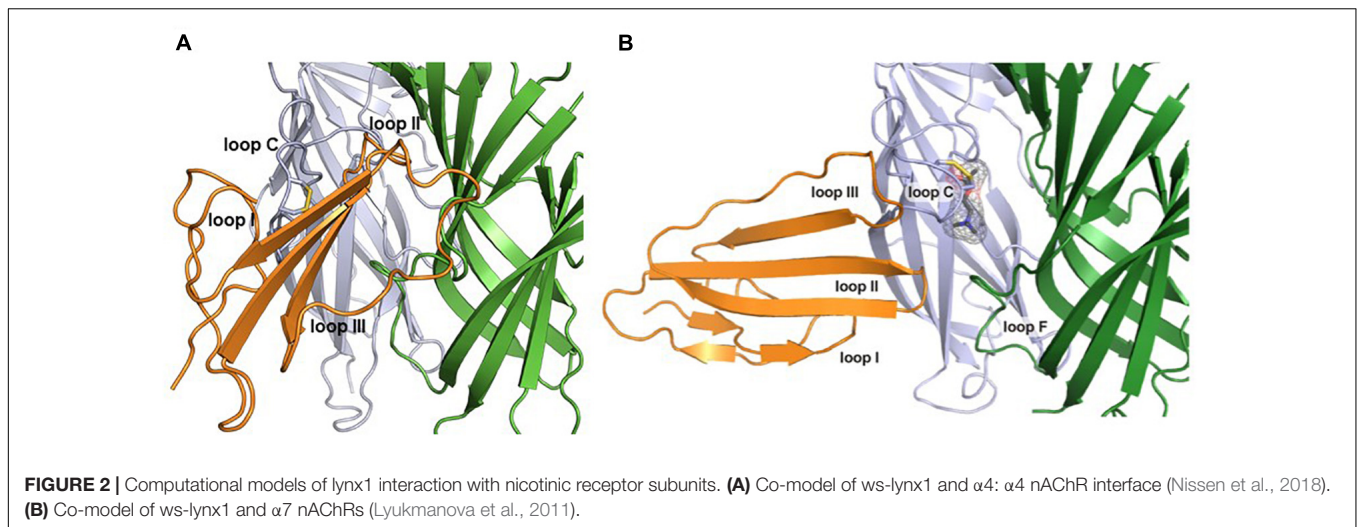 A
B
loop II
loop C
loop I
loop III
loop III
loop C
loop II
loop F
loop I
FIGURE 2 | Computational models of lynx1 interaction with nicotinic receptor subunits. (A) Co-model of ws-lynx1 and α4: α4 nAChR interface (Nissen et al., 2018).
(B) Co-model of ws-lynx1 and α7 nAChRs (Lyukmanova et al., 2011).